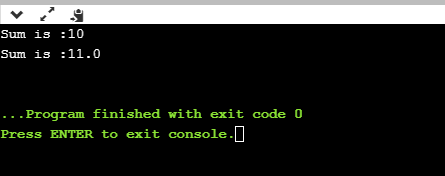 Sum is :10
Sum is :11.0
...Program finished with exit code 0
Press ENTER to exit console.